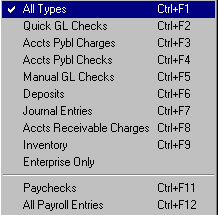 All Types Ctrl+F1
Quick GL Checks Ctrl+F2
Accts Pybl Charges Ctrl+F3
Accts Pybl Checks Ctrl+F4
Manual GL Checks Ctrl+F5
Deposits Ctrl+F6
Journal Entries Ctrl+F7
Accts Receivable Charges Ctrl+F8
Inventory Ctrl+F9
Enterprise Only
Paychecks Ctrl+F11
All Payroll Entries Ctrl+F12